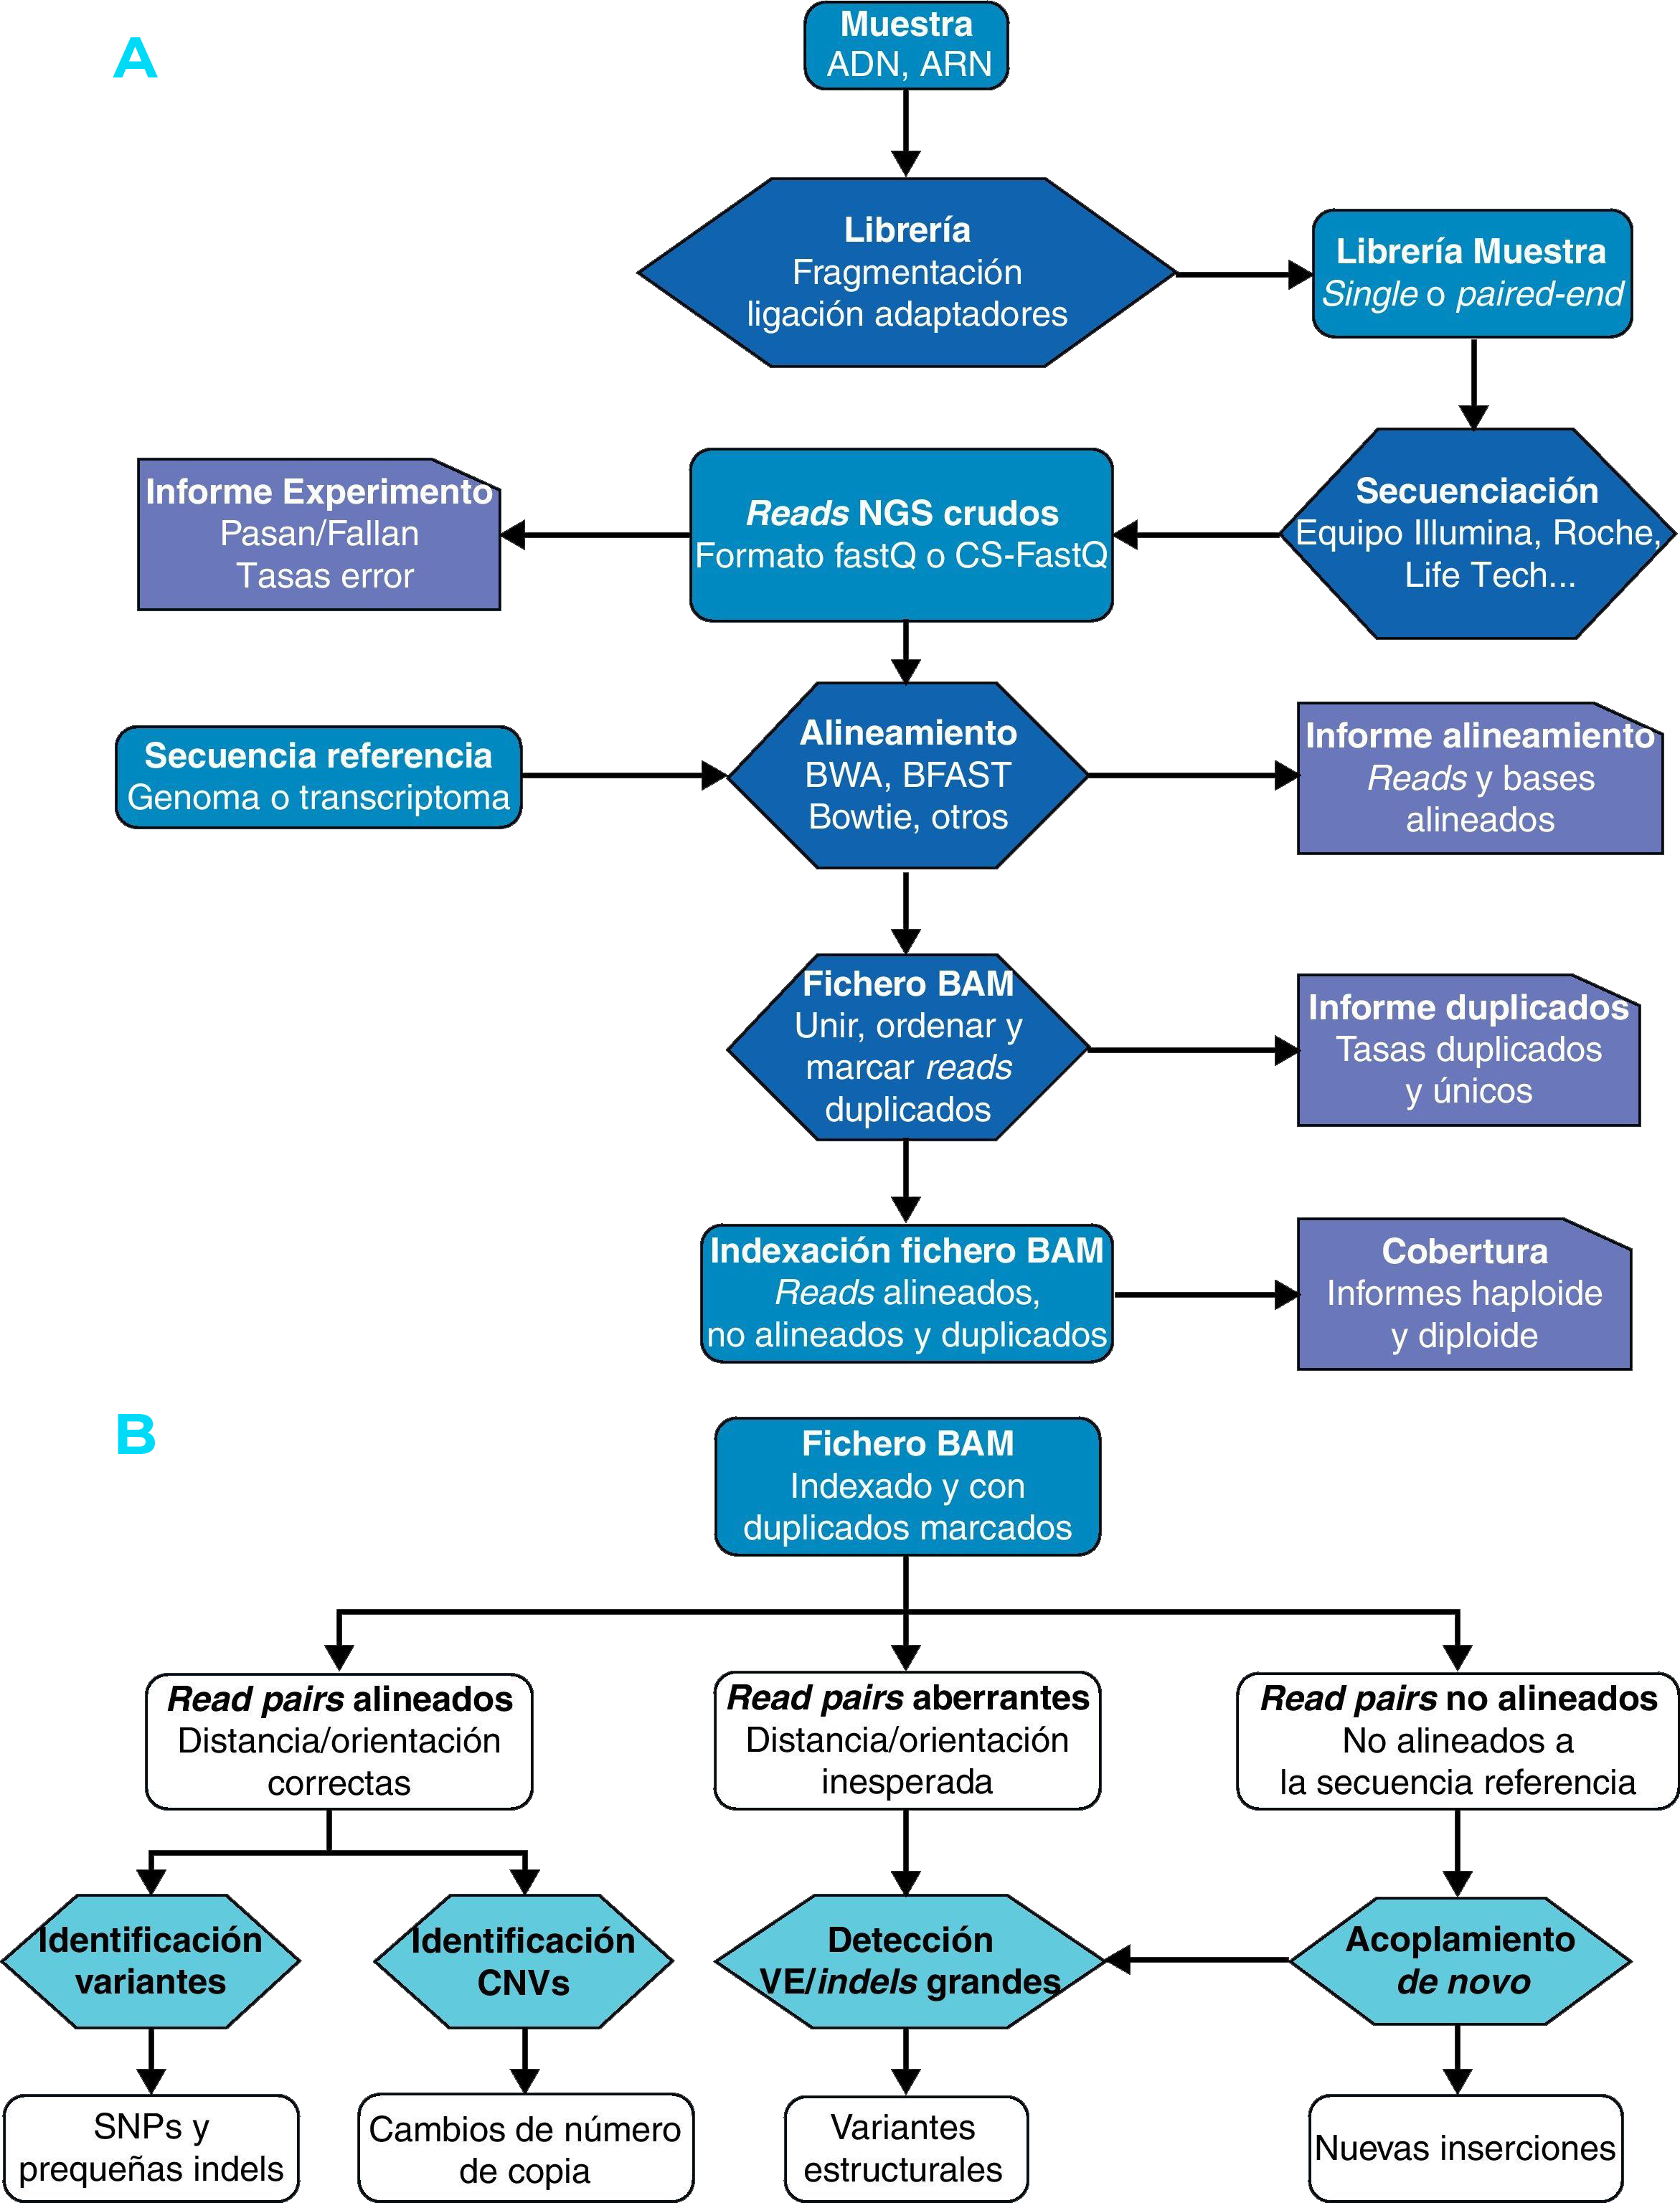 A
Muestra
ADN, ARN
Librería
Fragmentación
ligación adaptadores
Librería Muestra
Single o paired-end
Informe Experimento
Pasan/Fallan
Tasas error
Reads NGS crudos
Formato fastQ o CS-FastQ
Secuenciación
Equipo Illumina, Roche,
Life Tech...
Secuencia referencia
Genoma o transcriptoma
Alineamiento
BWA, BFAST
Bowtie, otros
Informe alineamiento
Reads y bases
alineados
Fichero BAM
Unir, ordenar y
marcar reads
duplicados
Informe duplicados
Tasas duplicados
y únicos
Indexación fichero BAM
Reads alineados,
no alineados y duplicados
Cobertura
Informes haploide
y diploide
B
Fichero BAM
Indexado y con
duplicados marcados
Read pairs alineados
Distancia/orientación
correctas
Read pairs aberrantes
Distancia/orientación
inesperada
Read pairs no alineados
No alineados a
la secuencia referencia
Identificación
variantes
Identificación
CNVs
Detección
VE/indels grandes
Acoplamiento
de novo
SNPs y
prequeñas indels
Cambios de número
de copia
Variantes
estructurales
Nuevas inserciones